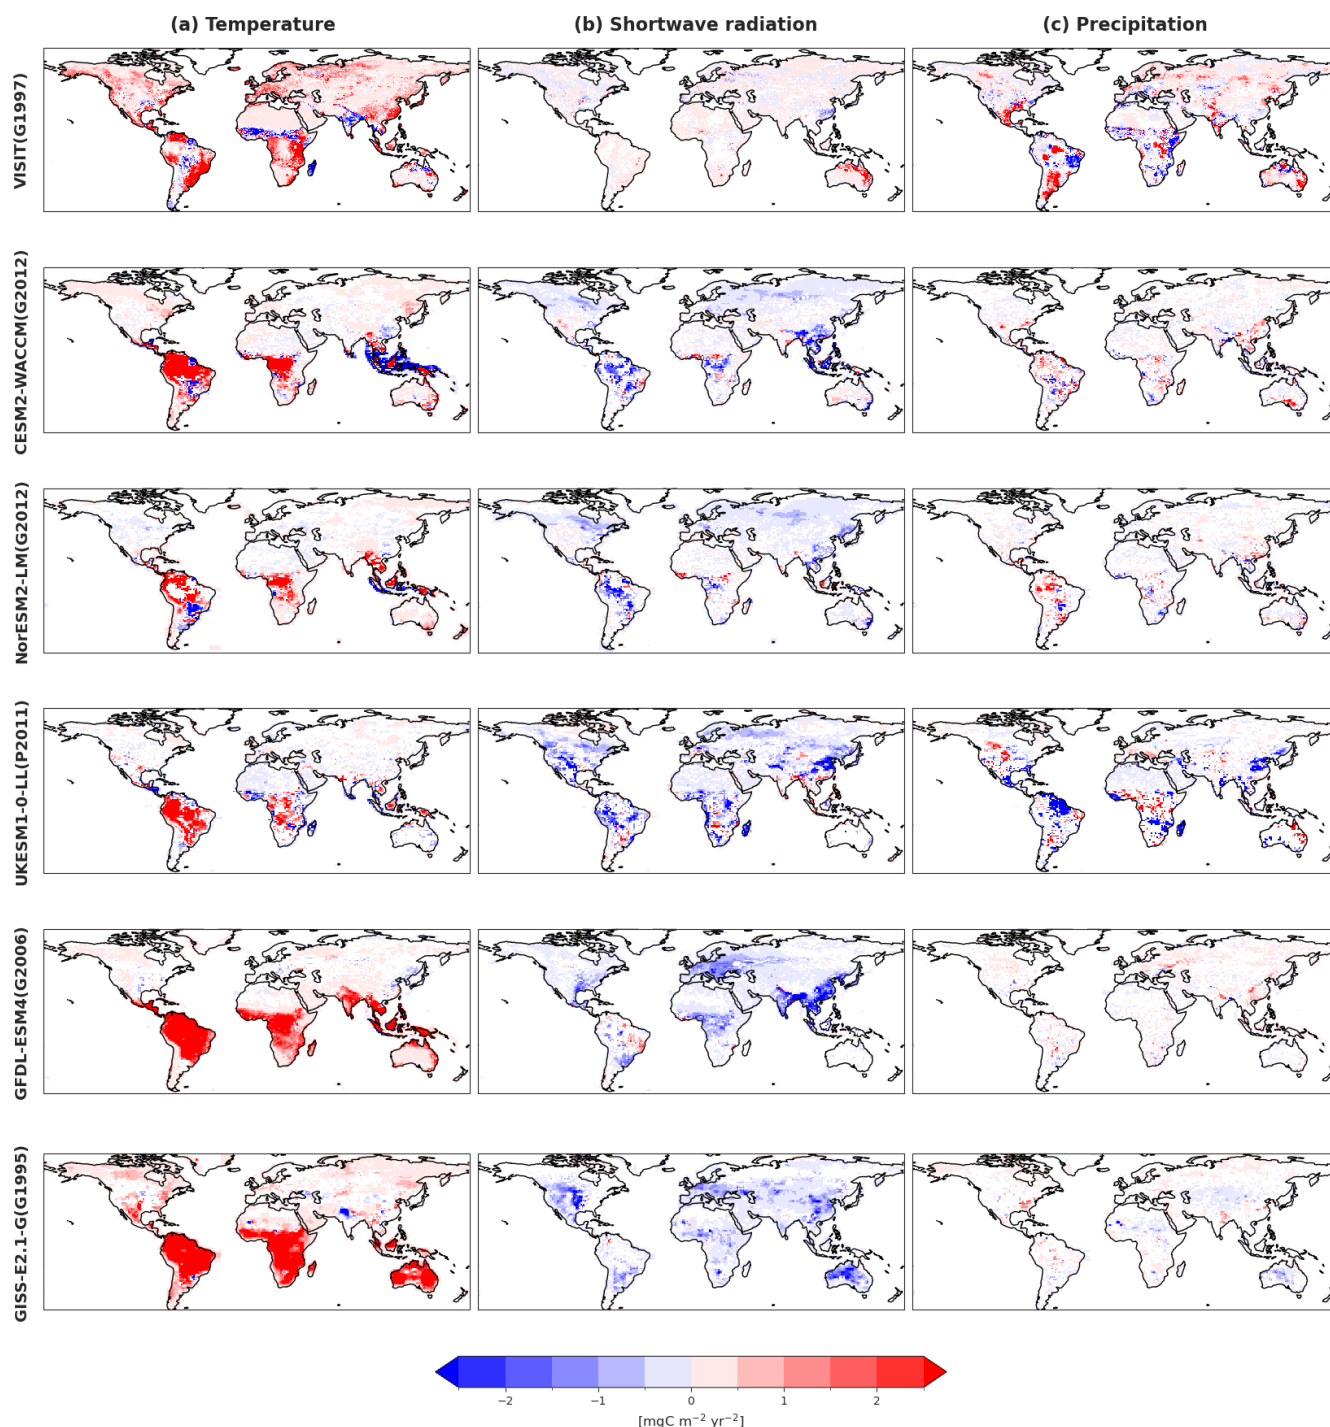 (a) Temperature
(b) Shortwave radiation
(c) Precipitation
VISIT(G1997)
CESM2-WACCM(G2012)
NorESM2-LM(G2012)
UKESM1-0-LL(P2011)
GFDL-ESM4(G2006)
GISS-E2.1-G(G1995)
−2 −1 0 1 2
[mgC m⁻² yr⁻²]